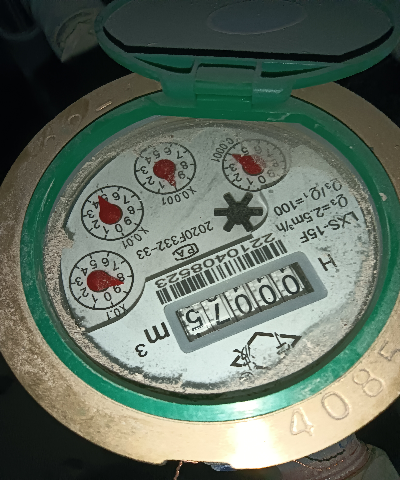 LXS-15F
Q₃=2.5m³/h
Q₃/Q₁=100
2020F332-33
2210408523
H
00075
m³
X0.0001
X0.001
X0.01
X0.1
4085